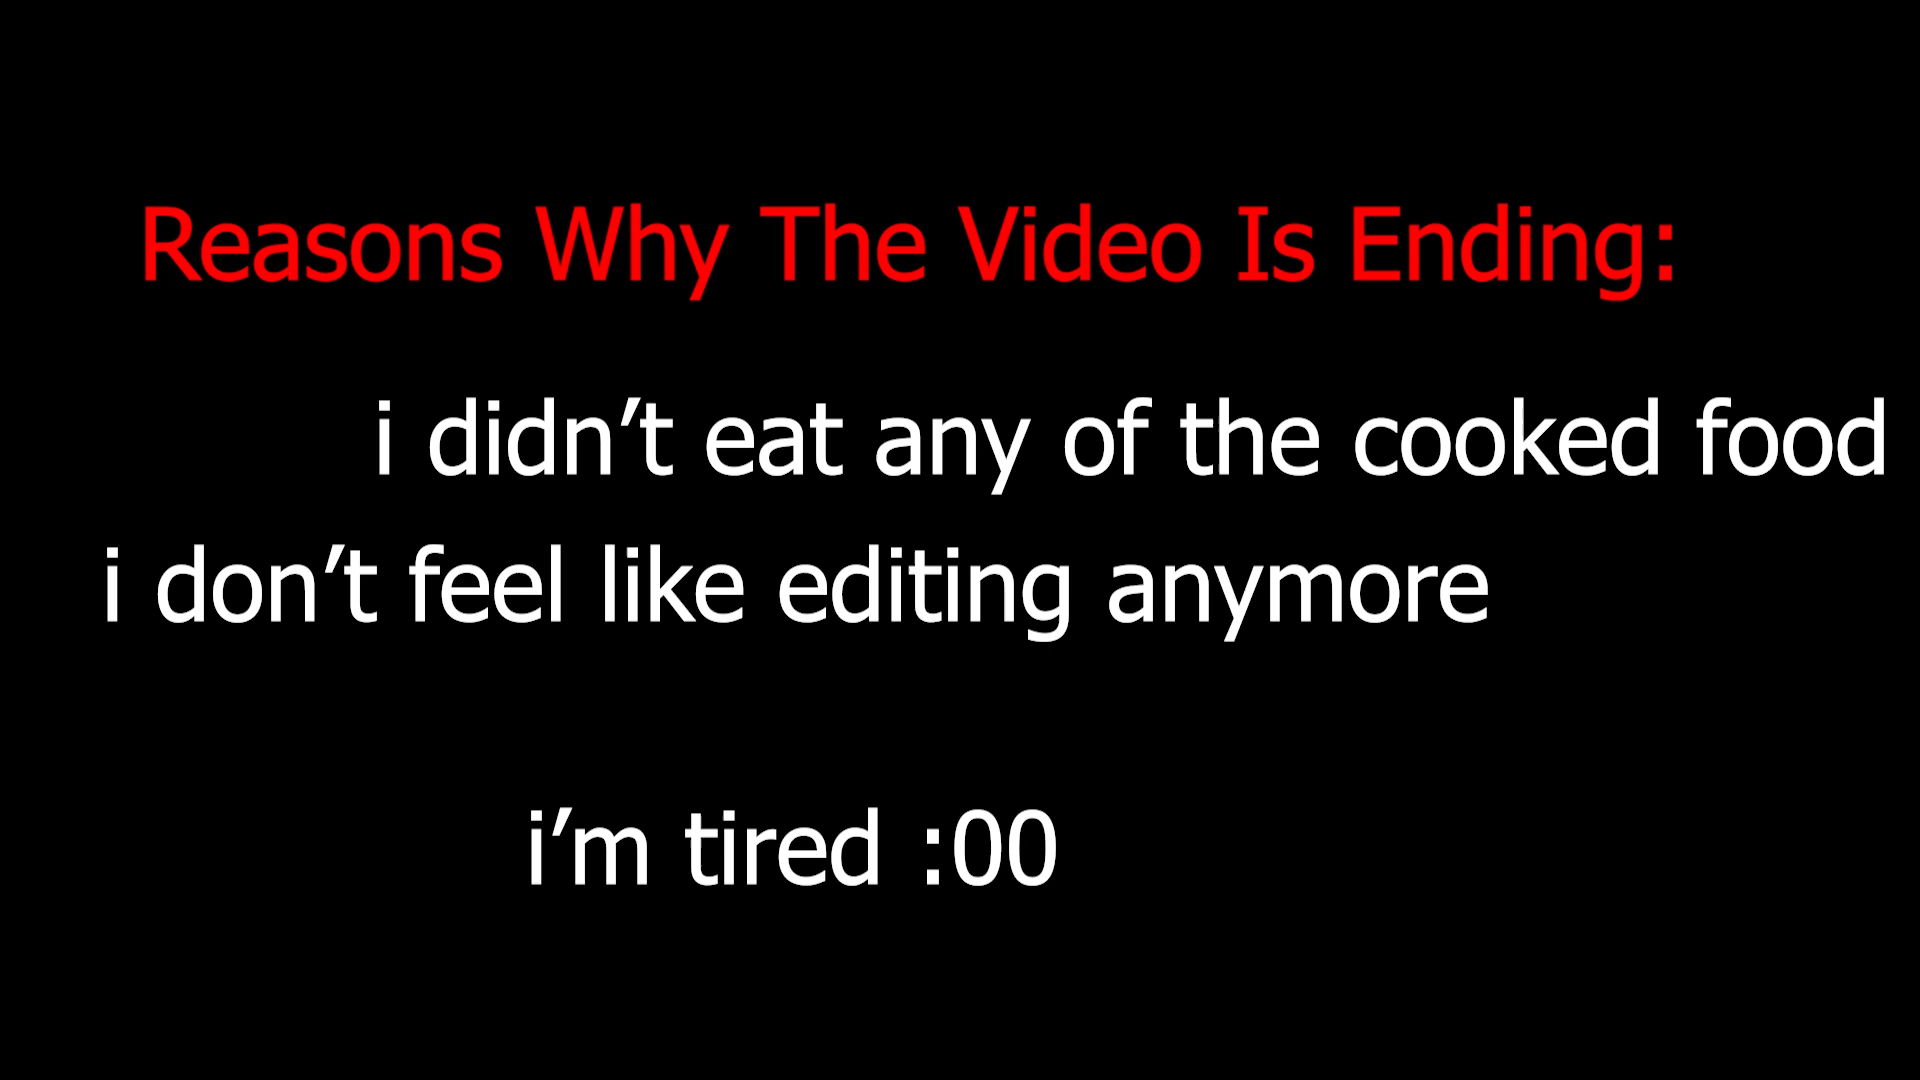 Reasons Why The Video Is Ending:
i didn’t eat any of the cooked food
i don’t feel like editing anymore
i’m tired :00